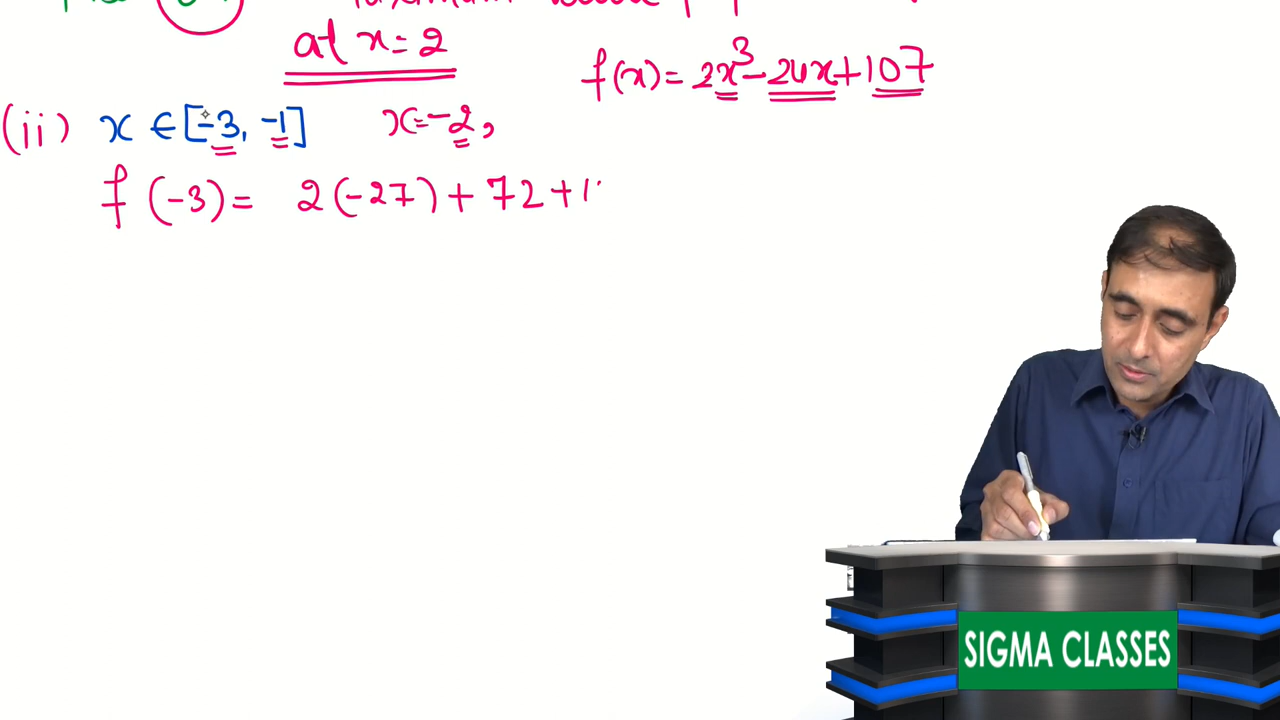 at x = 2
f(x) = 2x³ - 24x + 107
(ii) x ∈ [-3, -1] x = -2,
f (-3) = 2(-27) + 72 + 1
SIGMA CLASSES